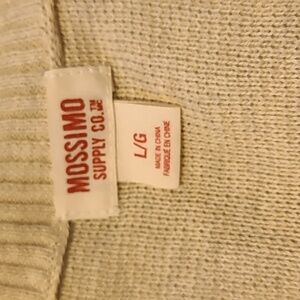 MOSSIMO
SUPPLY CO.™
L/G
MADE IN CHINA
FABRIQUÉ EN CHINE